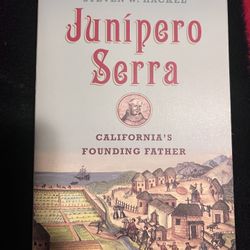 STEVEN W. HACKEL
Junípero
Serra
CALIFORNIA'S
FOUNDING FATHER